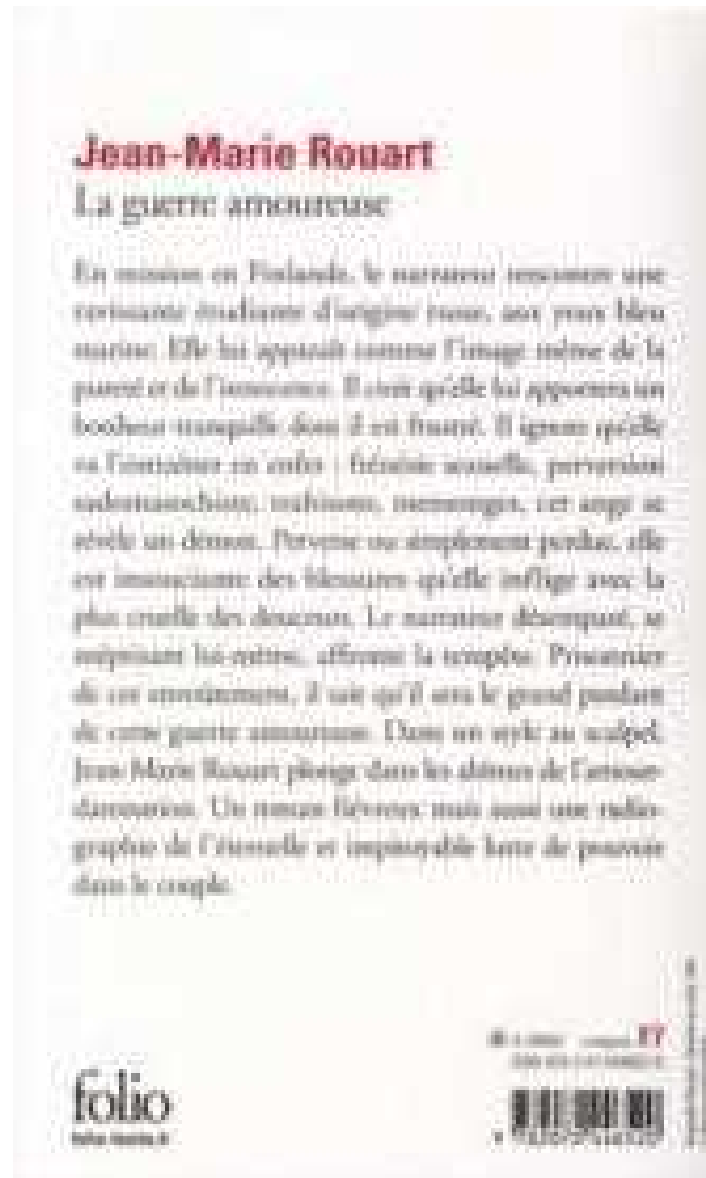 Jean-Marie Rouart
La guerre amoureuse
En mission en Finlande, le narrateur rencontre une
ravissante étudiante d'origine russe, aux yeux bleu
marine. Elle lui apparaît comme l'image même de la
pureté et de l'innocence. Il croit qu'elle lui apportera un
bonheur tranquille dont il est frustré. Il ignore qu'elle
va l'entraîner en enfer : frénésie sexuelle, perversion
sadomasochiste, trahisons, mensonges, cet ange se
révèle un démon. Perverse ou simplement perdue, elle
est insouciante des blessures qu'elle inflige avec la
plus cruelle des douceurs. Le narrateur désemparé, se
méprisant lui-même, affronte la tempête. Prisonnier
de cet envoûtement, il sait qu'il sera le grand perdant
de cette guerre amoureuse. Dans un style au scalpel,
Jean-Marie Rouart plonge dans les abîmes de l'amour-
damnation. Un roman fiévreux mais aussi une radio-
graphie de l'éternelle et impitoyable lutte de pouvoir
dans le couple.
F7
folio